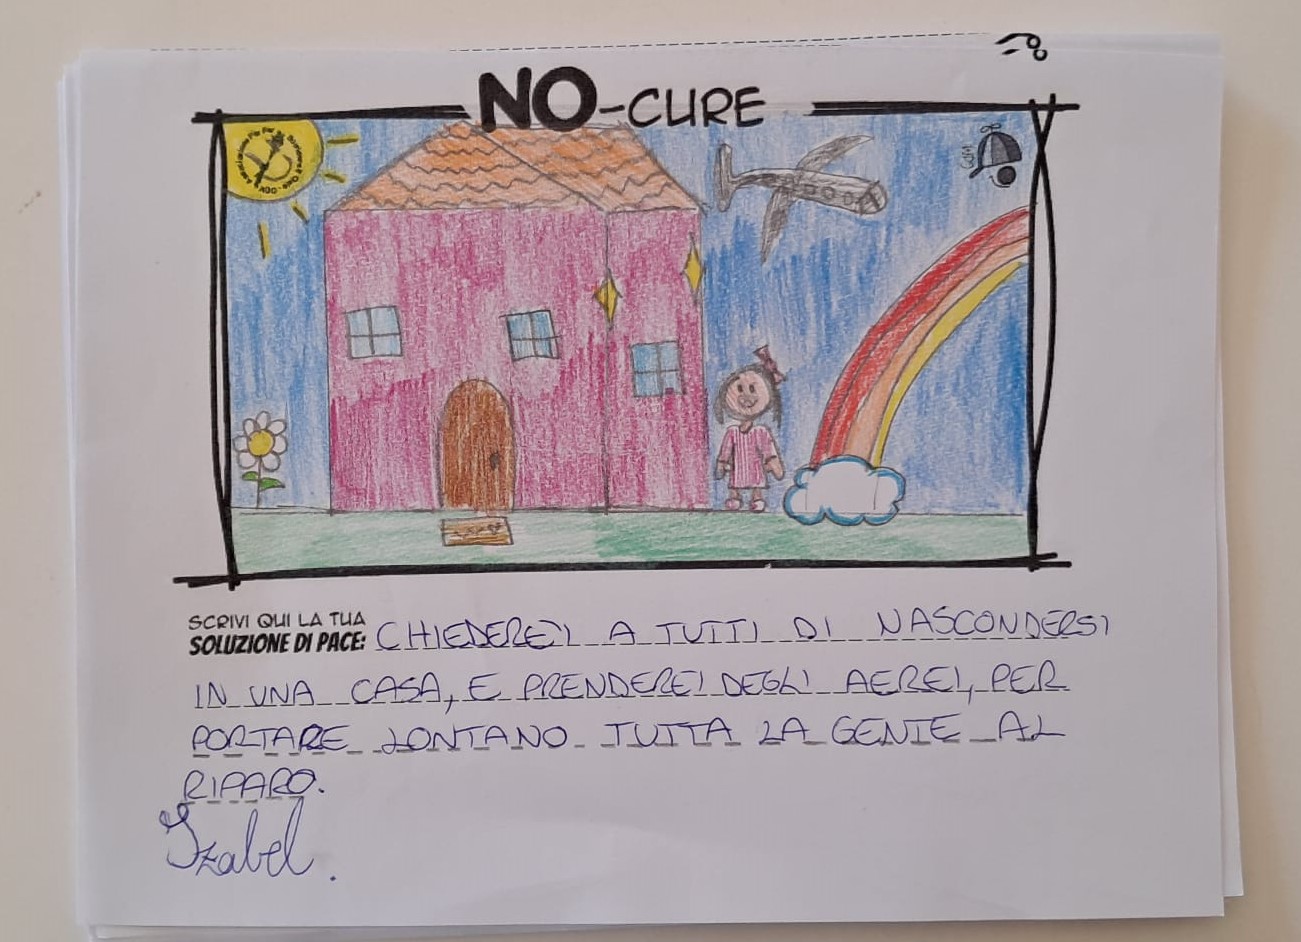 NO-CURE
SCRIVI QUI LA TUA
SOLUZIONE DI PACE: CHIEDEREI A TUTTI DI NASCONDERSI
IN UNA CASA, E PRENDEREI DEGLI AEREI, PER
PORTARE LONTANO TUTTA LA GENTE AL
RIPARO.
Izabel.